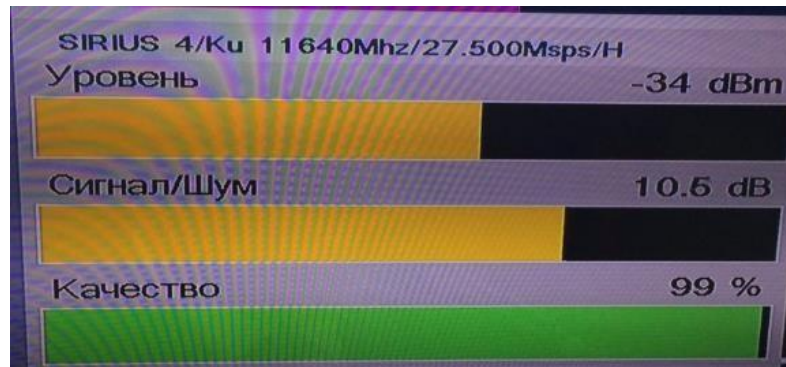 SIRIUS 4/Ku 11640Mhz/27.500Msps/H
Уровень -34 dBm
Сигнал/Шум 10.5 dB
Качество 99 %